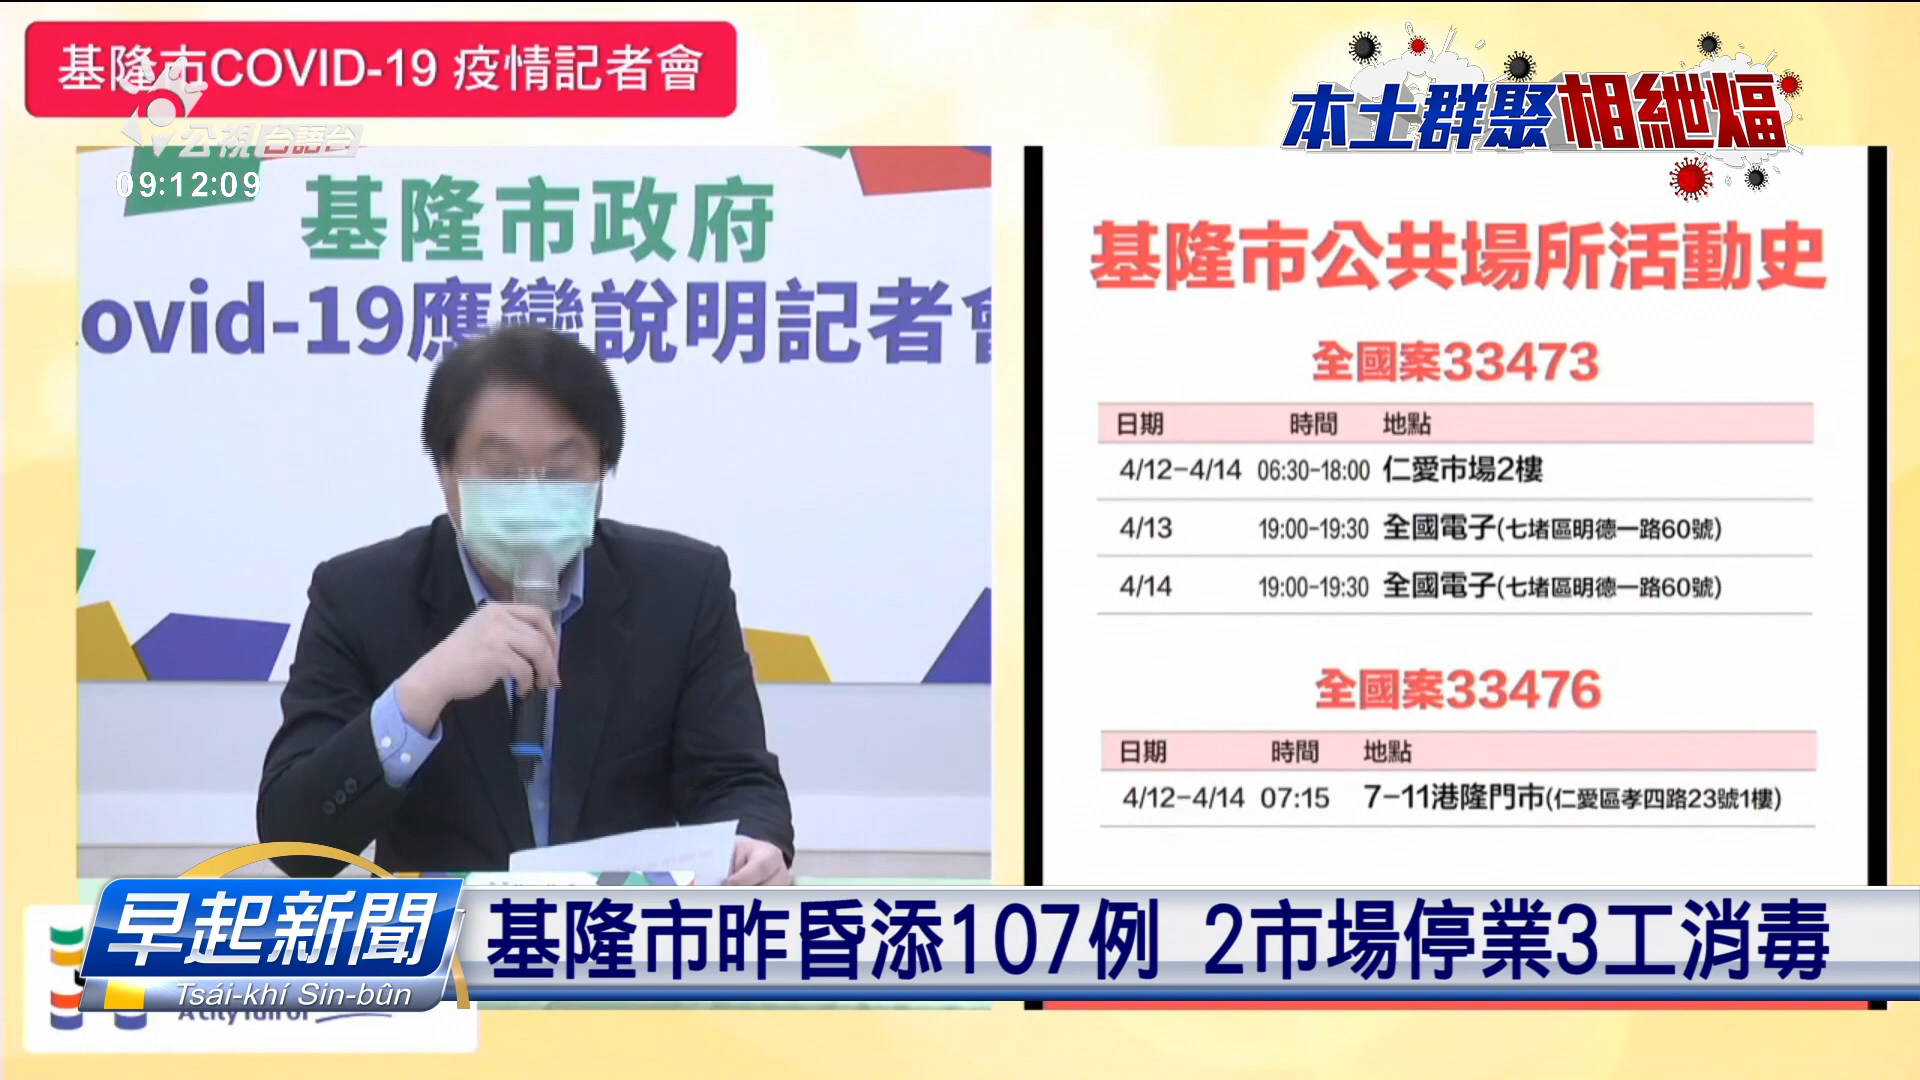 基隆市COVID-19 疫情記者會
公視台語台
09:12:09
本土群聚相紲煏
基隆市政府
ovid-19應變說明記者會
基隆市公共場所活動史
全國案33473
日期 時間 地點
4/12-4/14 06:30-18:00 仁愛市場2樓
4/13 19:00-19:30 全國電子(七堵區明德一路60號)
4/14 19:00-19:30 全國電子(七堵區明德一路60號)
全國案33476
日期 時間 地點
4/12-4/14 07:15 7-11港隆門市(仁愛區孝四路23號1樓)
早起新聞
Tsái-khí Sin-bûn
基隆市昨昏添107例 2市場停業3工消毒